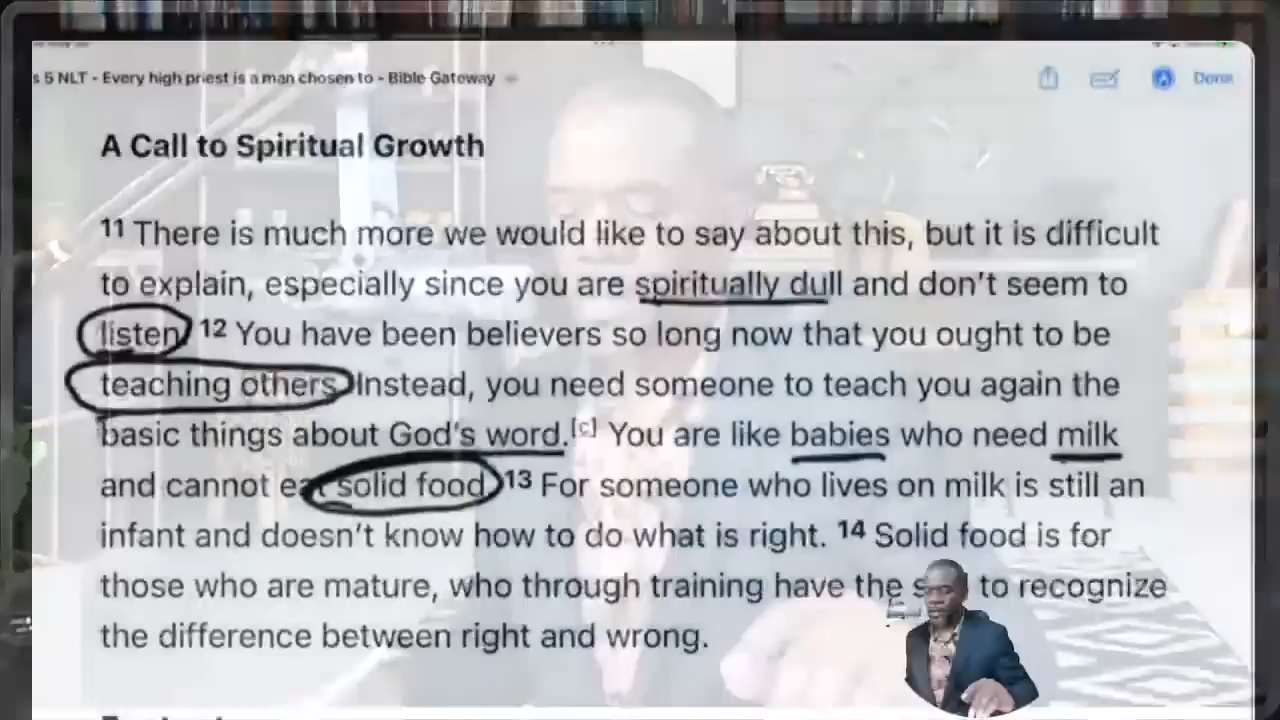 s 5 NLT - Every high priest is a man chosen to - Bible Gateway
Done
A Call to Spiritual Growth
11 There is much more we would like to say about this, but it is difficult
to explain, especially since you are spiritually dull and don't seem to
listen 12 You have been believers so long now that you ought to be
teaching others. Instead, you need someone to teach you again the
basic things about God's word.[c] You are like babies who need milk
and cannot eat solid food 13 For someone who lives on milk is still an
infant and doesn't know how to do what is right. 14 Solid food is for
those who are mature, who through training have the to recognize
the difference between right and wrong.